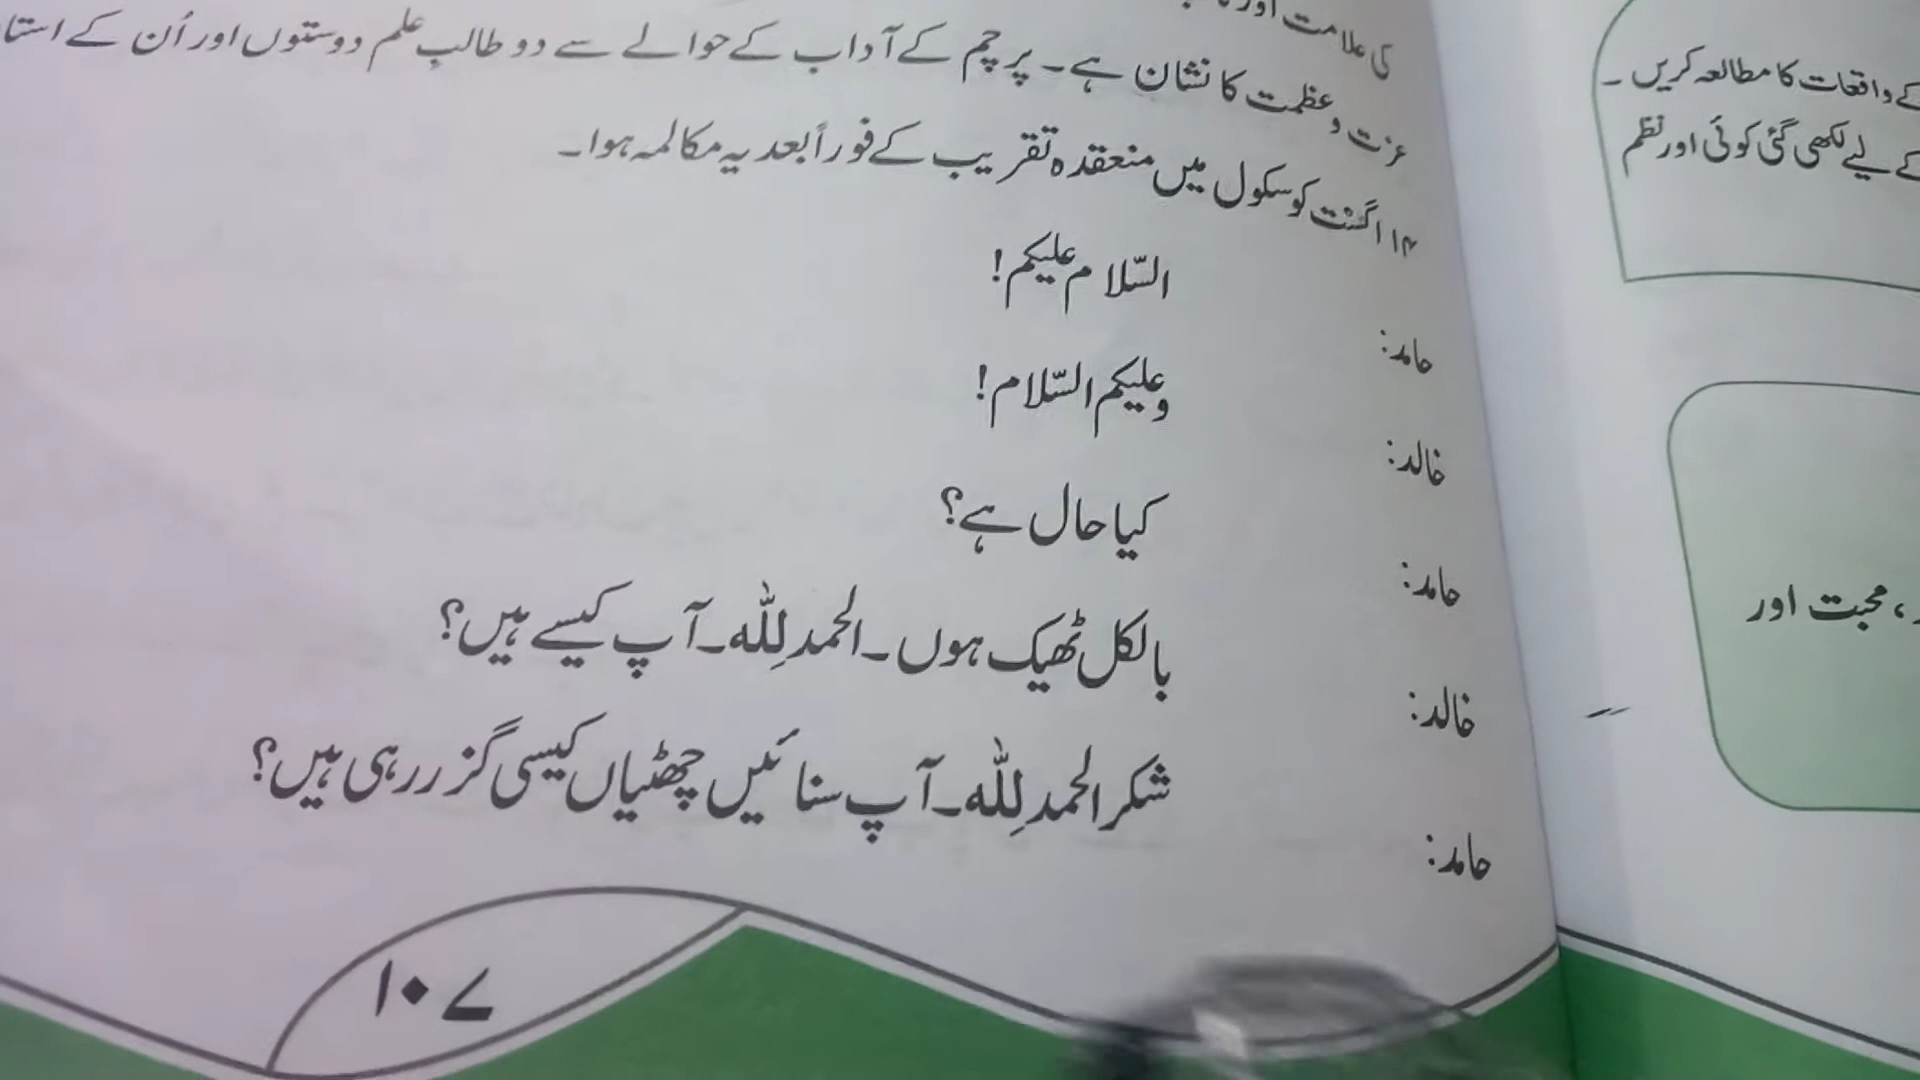 کی علامت اور
عزت و عظمت کا نشان ہے۔ پرچم کے آداب کے حوالے سے دو طالبِ علم دوستوں اور اُن کے استا
۱۴ اگست کو سکول میں منعقدہ تقریب کے فوراً بعد یہ مکالمہ ہوا۔
حامد: السّلام علیکم!
خالد: وعلیکم السّلام!
حامد: کیا حال ہے؟
خالد: بالکل ٹھیک ہوں۔ الحمد لِلّٰہ۔ آپ کیسے ہیں؟
حامد: شکر الحمد لِلّٰہ۔ آپ سنائیں چھٹیاں کیسی گزر رہی ہیں؟
۱۰۷
کے واقعات کا مطالعہ کریں۔
کے لیے لکھی گئی کوئی اور نظم
، محبت اور